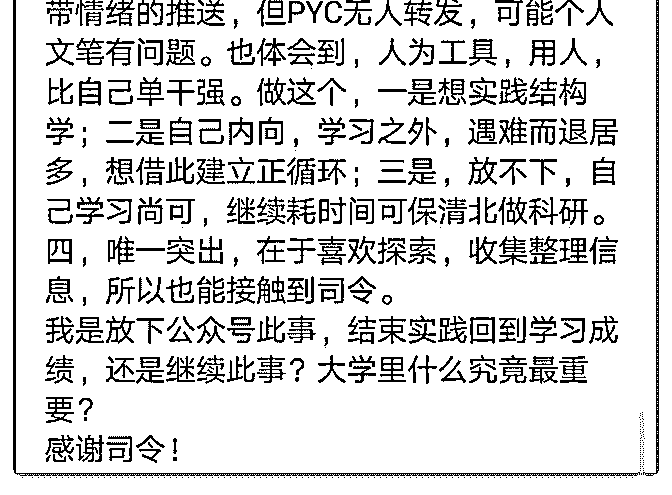 带情绪的推送，但PYC无人转发，可能个人
文笔有问题。也体会到，人为工具，用人，
比自己单干强。做这个，一是想实践结构
学；二是自己内向，学习之外，遇难而退居
多，想借此建立正循环；三是，放不下，自
己学习尚可，继续耗时间可保清北做科研。
四，唯一突出，在于喜欢探索，收集整理信
息，所以也能接触到司令。
我是放下公众号此事，结束实践回到学习成
绩，还是继续此事？大学里什么究竟最重
要？
感谢司令！